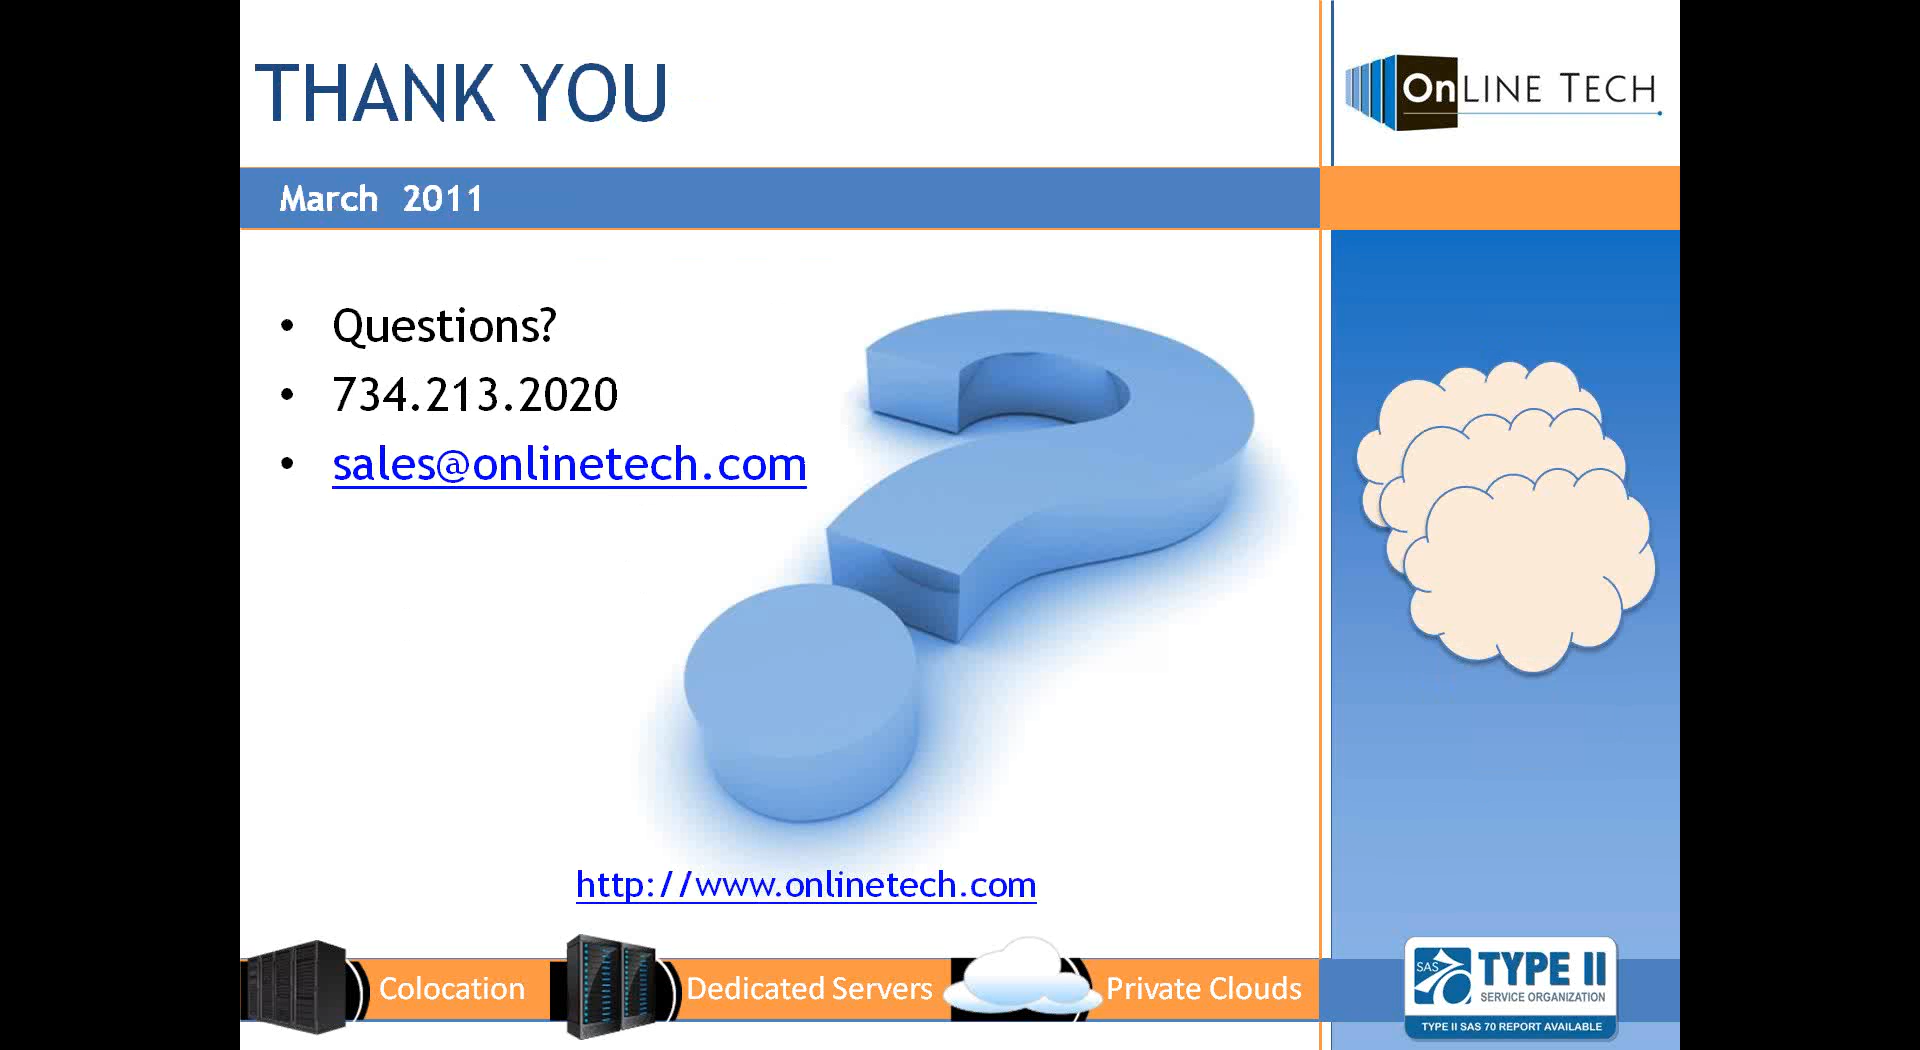 THANK YOU
OnLINE TECH
March 2011
• Questions?
• 734.213.2020
• sales@onlinetech.com
http://www.onlinetech.com
Colocation
Dedicated Servers
Private Clouds
SAS 70
TYPE II
SERVICE ORGANIZATION
TYPE II SAS 70 REPORT AVAILABLE